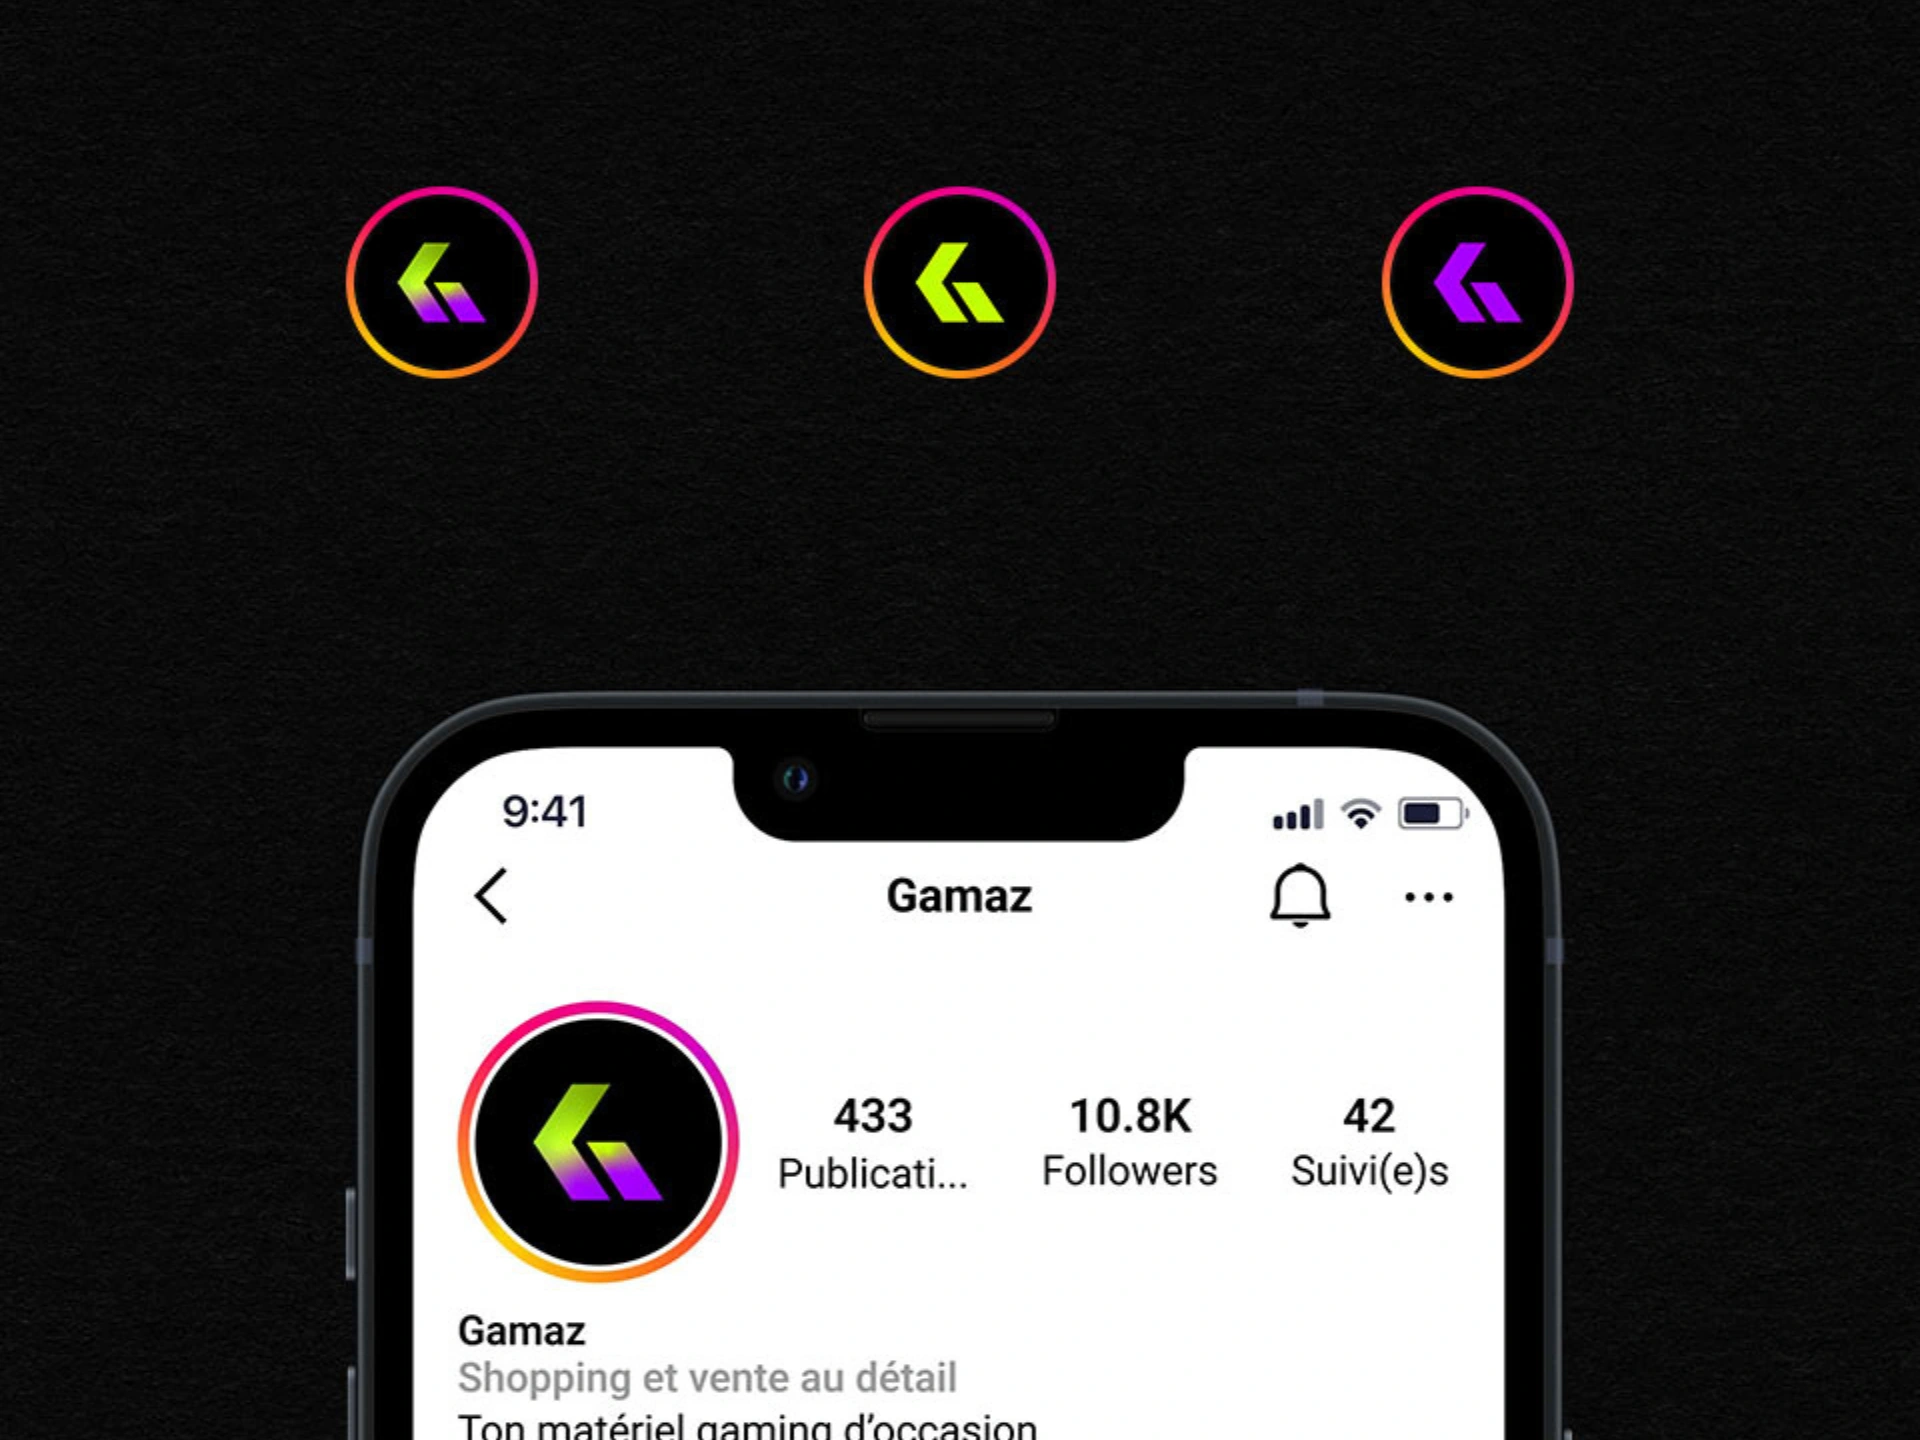 9:41
Gamaz
433 10.8K 42
Publicati... Followers Suivi(e)s
Gamaz
Shopping et vente au détail
Ton matériel gaming d’occasion